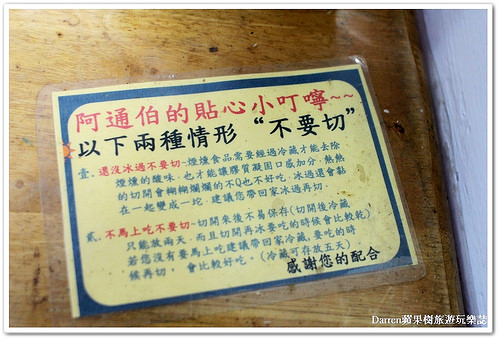 阿通伯的貼心小叮嚀~~
以下兩種情形“不要切”
壹.還沒冰過不要切~煙燻食品需要經過冷藏才能去除
煙燻的酸味.也才能讓膠質凝固口感加分.熱熱
的切開會糊糊爛爛的不Q也不好吃.冰過還會黏
在一起變成一坨.建議您帶回家冰過再切.
貳.不馬上吃不要切~切開來後不易保存(切開後冷藏
只能放兩天.而且切開再冰要吃的時候會比較乾)
若您沒有要馬上吃建議帶回家冷藏.要吃的時
候再切. 會比較好吃.(冷藏可存放五天)
感謝您的配合
Darren蘋果樹旅遊玩樂誌